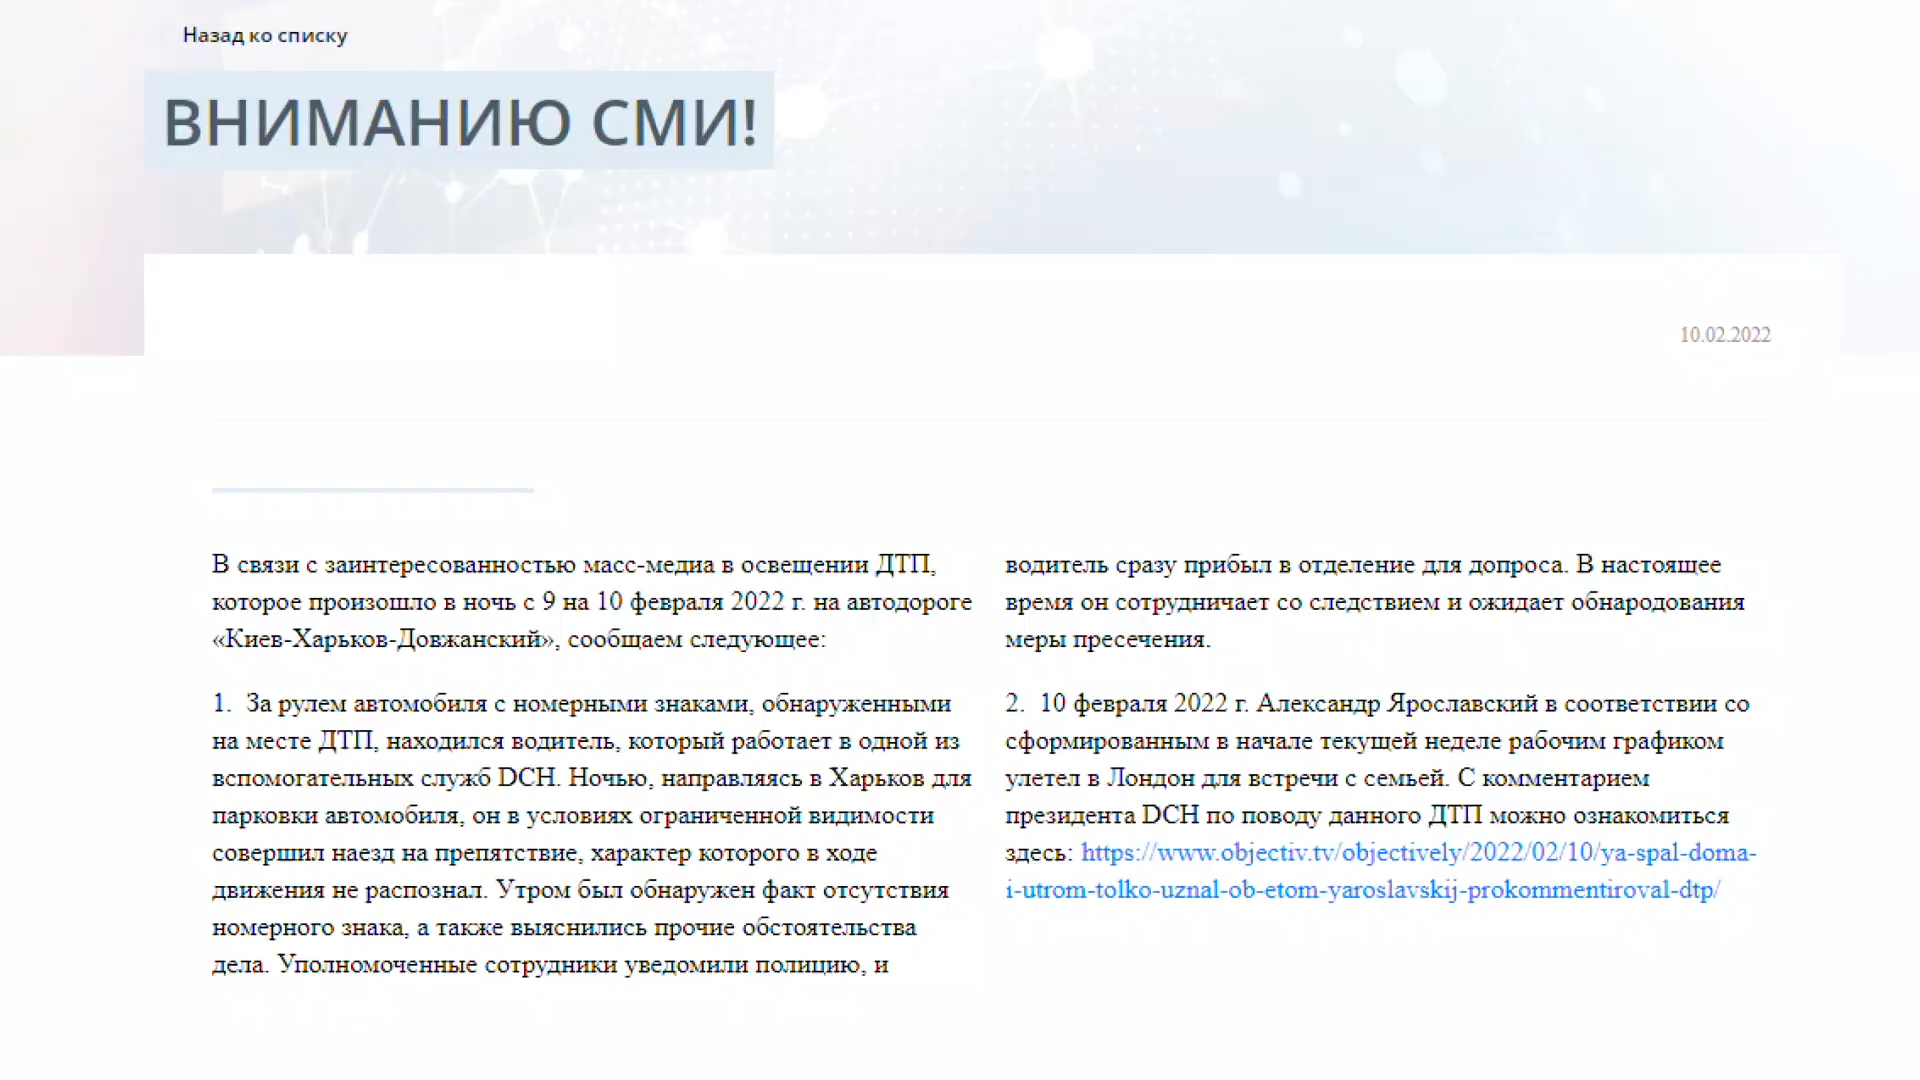 Назад ко списку
ВНИМАНИЮ СМИ!
10.02.2022
В связи с заинтересованностью масс-медиа в освещении ДТП,
которое произошло в ночь с 9 на 10 февраля 2022 г. на автодороге
«Киев-Харьков-Довжанский», сообщаем следующее:
1. За рулем автомобиля с номерными знаками, обнаруженными
на месте ДТП, находился водитель, который работает в одной из
вспомогательных служб DCH. Ночью, направляясь в Харьков для
парковки автомобиля, он в условиях ограниченной видимости
совершил наезд на препятствие, характер которого в ходе
движения не распознал. Утром был обнаружен факт отсутствия
номерного знака, а также выяснились прочие обстоятельства
дела. Уполномоченные сотрудники уведомили полицию, и
водитель сразу прибыл в отделение для допроса. В настоящее
время он сотрудничает со следствием и ожидает обнародования
меры пресечения.
2. 10 февраля 2022 г. Александр Ярославский в соответствии со
сформированным в начале текущей неделе рабочим графиком
улетел в Лондон для встречи с семьей. С комментарием
президента DCH по поводу данного ДТП можно ознакомиться
здесь: https://www.objectiv.tv/objectively/2022/02/10/ya-spal-doma-
i-utrom-tolko-uznal-ob-etom-yaroslavskij-prokommentiroval-dtp/